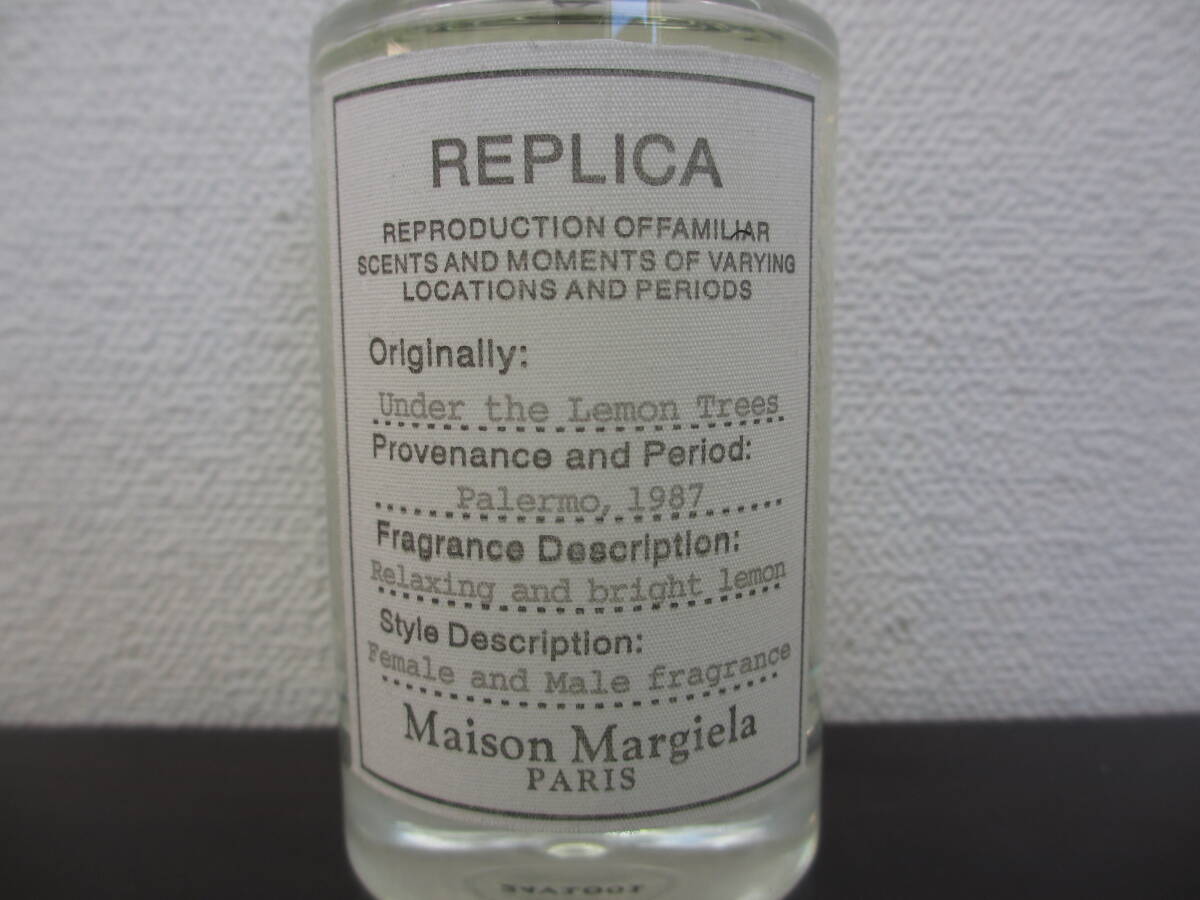 REPLICA
REPRODUCTION OFFAMILIAR
SCENTS AND MOMENTS OF VARYING
LOCATIONS AND PERIODS
Originally:
Under the Lemon Trees
Provenance and Period:
Palermo, 1987
Fragrance Description:
Relaxing and bright lemon
Style Description:
Female and Male fragrance
Maison Margiela
PARIS